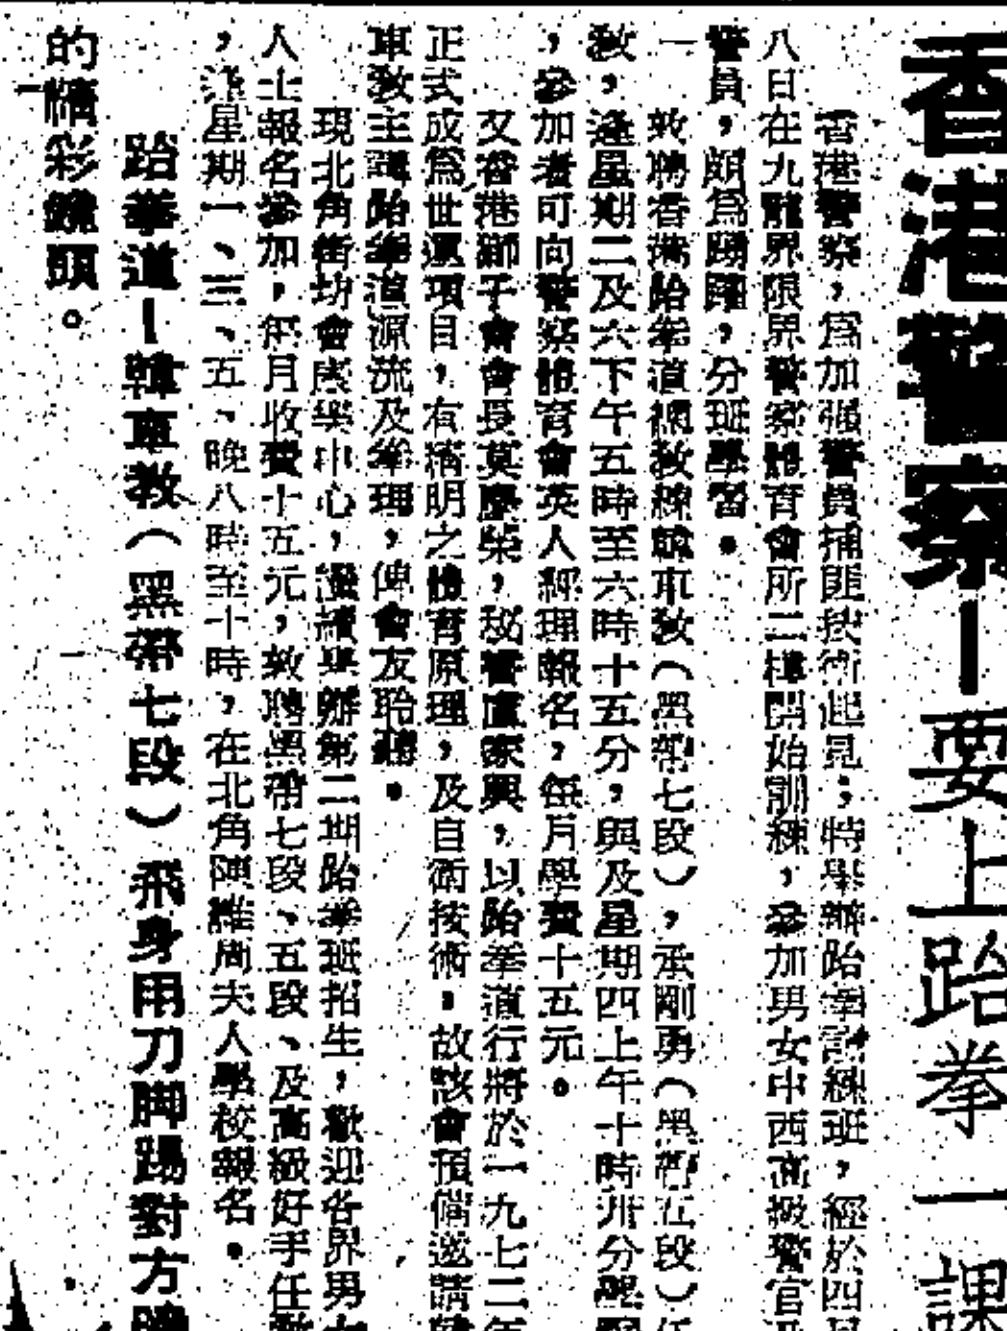 香港警察－要上跆拳一課
香港警察，爲加强警員捕匪技術起見；特舉辦跆拳訓練班，經於四月
八日在九龍界限界警察體育會所二樓開始訓練，參加男女中西高級警官及
警員，頗爲踴躍，分班學習。
敦聘香港跆拳道總教練韓東教（黑帶七段），承剛勇（黑帶五段）任
教，逢星期二及六下午五時至六時十五分，與及星期四上午十時卅分
，參加者可向警察體育會英人經理報名，每月學費十五元。
又香港獅子會會長莫慶榮，秘書盧家興，以跆拳道行將於一九七二年
正式成爲世運項目，有精明之體育原理，及自衛技術。故該會預備邀請韓
東教主講跆拳道源流及拳理，俾會友聆聽。
現北角街坊會康樂中心，繼續舉辦第二期跆拳班招生，歡迎各界男女
人士報名參加，每月收費十五元，敦聘黑帶七段、五段、及高級好手任教
，逢星期一、三、五、晚八時至十時，在北角陳維周夫人學校報名。
跆拳道－韓東教（黑帶七段）飛身用刀脚踢對方
的精彩鏡頭。